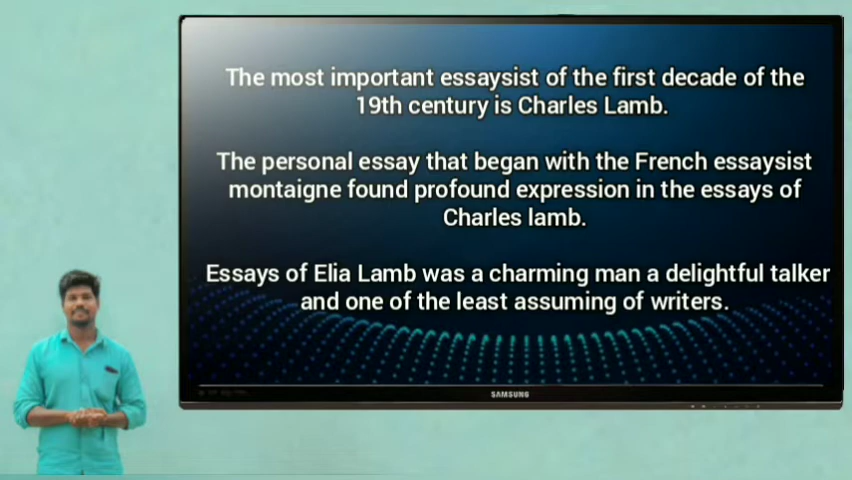 The most important essaysist of the first decade of the
19th century is Charles Lamb.
The personal essay that began with the French essaysist
montaigne found profound expression in the essays of
Charles lamb.
Essays of Elia Lamb was a charming man a delightful talker
and one of the least assuming of writers.
SAMSUNG